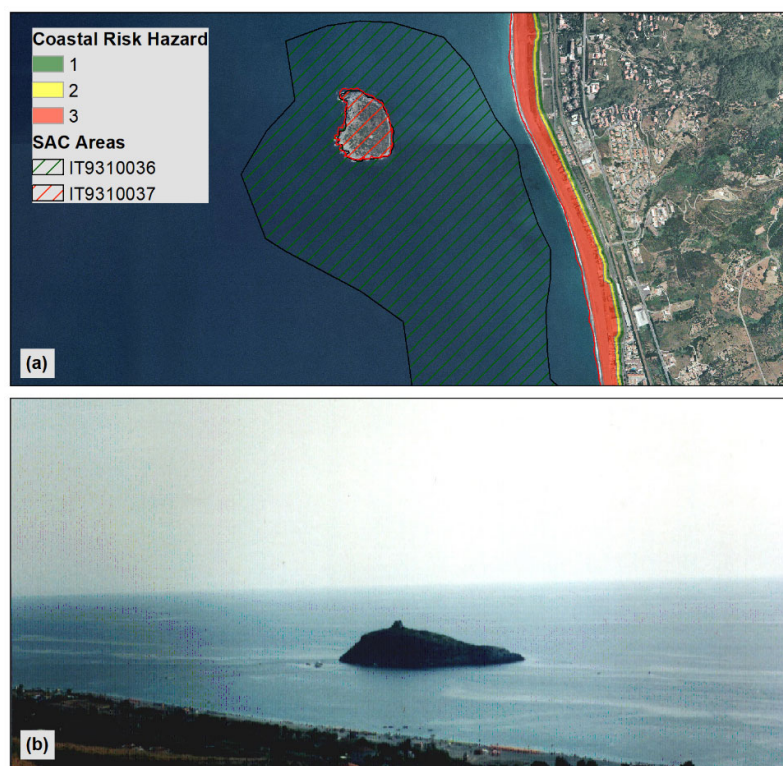 Coastal Risk Hazard
1
2
3
SAC Areas
IT9310036
IT9310037
(a)
(b)